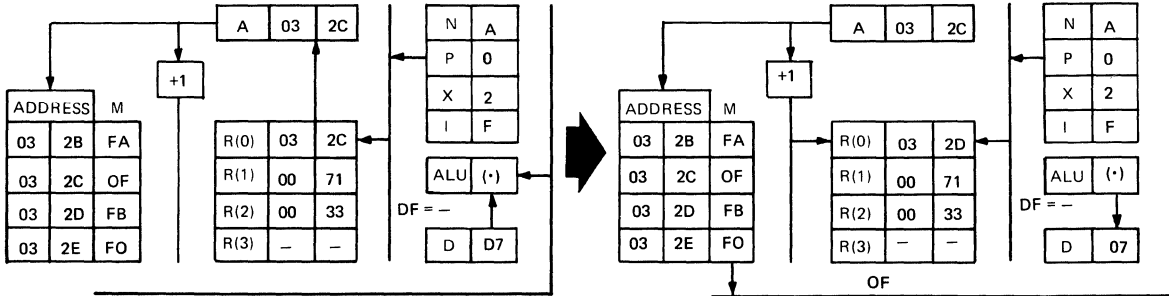 A 03 2C
+1
ADDRESS M
03 2B FA
03 2C OF
03 2D FB
03 2E FO
R(0) 03 2C
R(1) 00 71
R(2) 00 33
R(3) – –
N A
P 0
X 2
I F
ALU (·)
DF = –
D D7
A 03 2C
+1
ADDRESS M
03 2B FA
03 2C OF
03 2D FB
03 2E FO
R(0) 03 2D
R(1) 00 71
R(2) 00 33
R(3) – –
N A
P 0
X 2
I F
ALU (·)
DF = –
D 07
OF